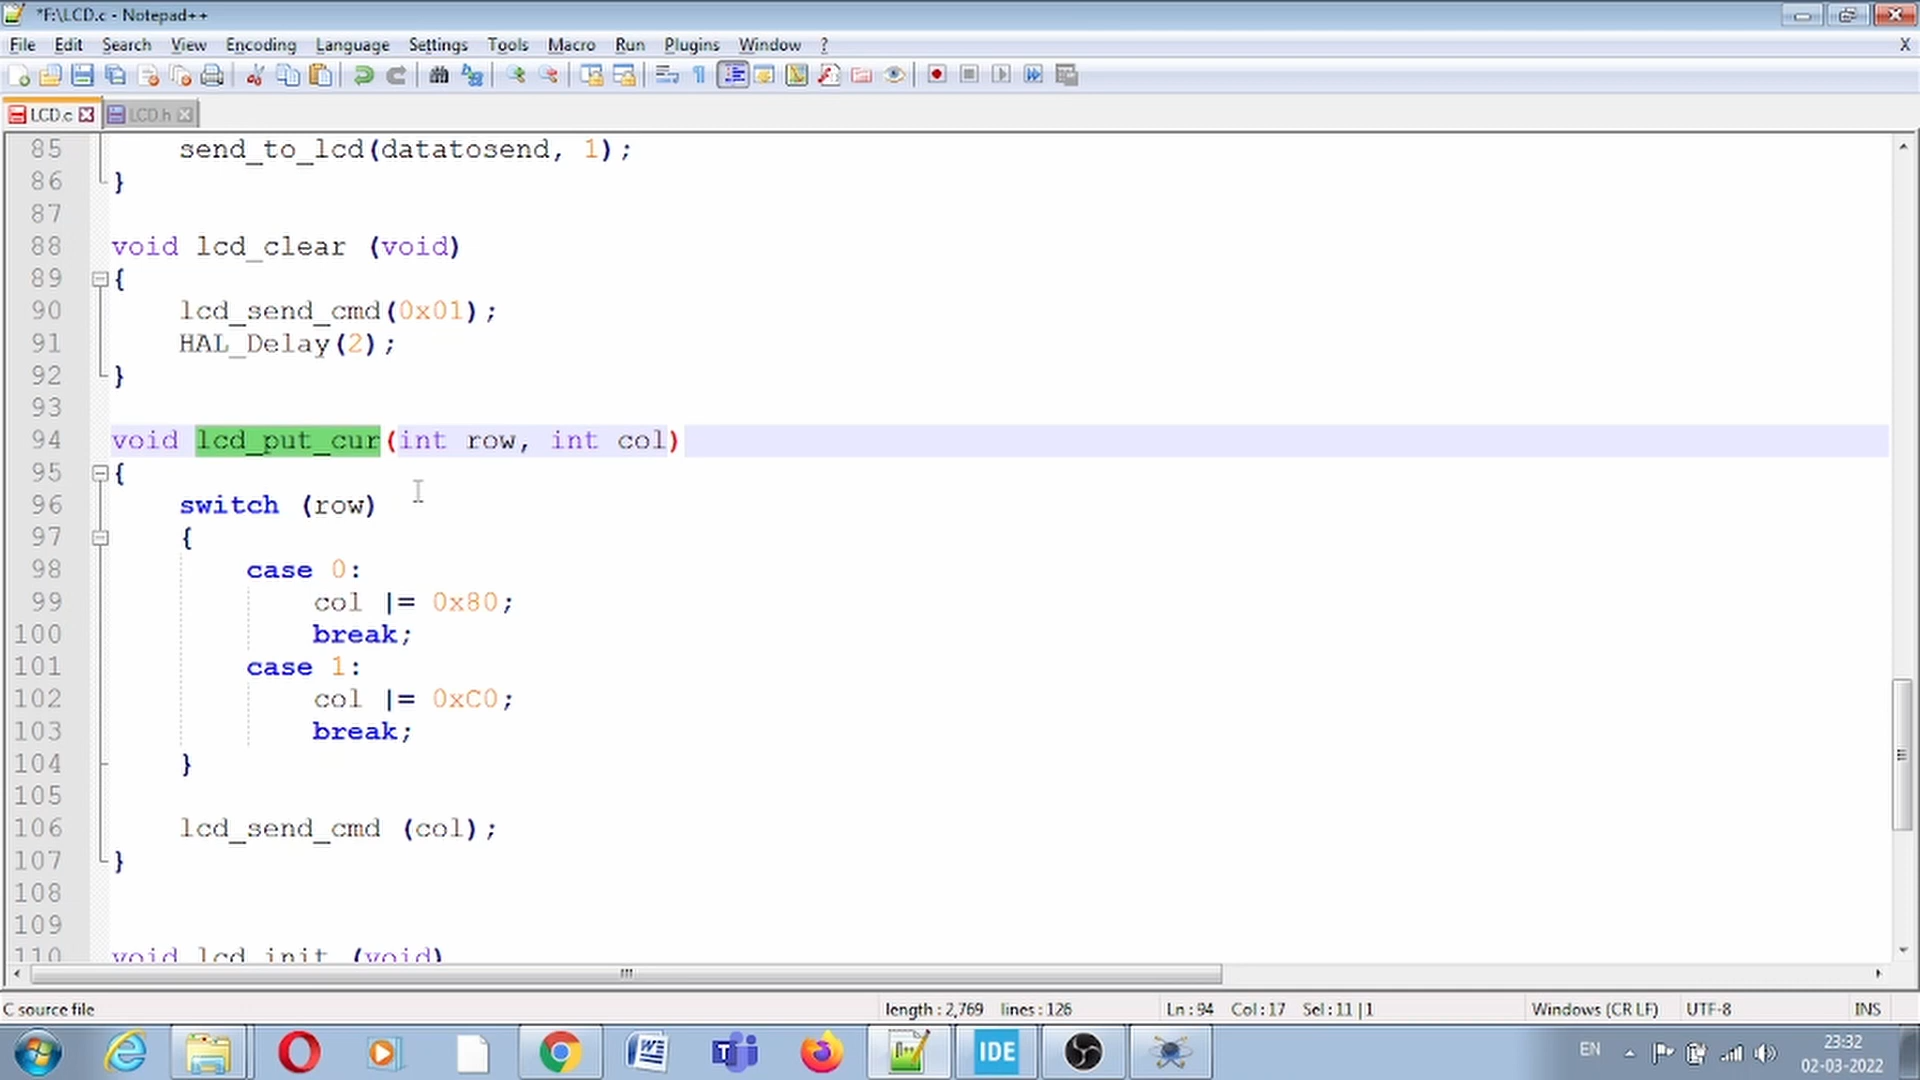 *F:\LCD.c - Notepad++
File Edit Search View Encoding Language Settings Tools Macro Run Plugins Window ? X
LCD.c LCD.h
85 send_to_lcd(datatosend, 1);
86 }
87
88 void lcd_clear (void)
89 {
90 lcd_send_cmd(0x01);
91 HAL_Delay(2);
92 }
93
94 void lcd_put_cur(int row, int col)
95 {
96 switch (row)
97 {
98 case 0:
99 col |= 0x80;
100 break;
101 case 1:
102 col |= 0xC0;
103 break;
104 }
105
106 lcd_send_cmd (col);
107 }
108
109
110 void lcd_init (void)
C source file length : 2,769 lines : 126 Ln : 94 Col : 17 Sel : 11 | 1 Windows (CR LF) UTF-8 INS
IDE EN 23:32
02-03-2022